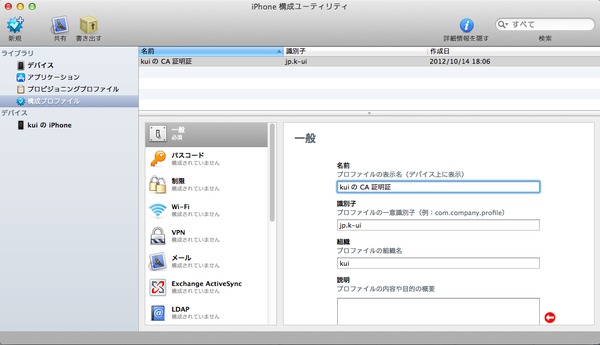 iPhone 構成ユーティリティ
新規
共有
書き出す
詳細情報を隠す
すべて
検索
ライブラリ
デバイス
アプリケーション
プロビジョニングプロファイル
構成プロファイル
デバイス
kui の iPhone
名前
識別子
作成日
kui の CA 証明証
jp.k-ui
2012/10/14 18:06
一般
必須
パスコード
構成されていません
制限
構成されていません
Wi-Fi
構成されていません
VPN
構成されていません
メール
構成されていません
Exchange ActiveSync
構成されていません
LDAP
構成されていません
一般
名前
プロファイルの表示名（デバイス上に表示）
kui の CA 証明証
識別子
プロファイルの一意識別子（例：com.company.profile）
jp.k-ui
組織
プロファイルの組織名
kui
説明
プロファイルの内容や目的の概要